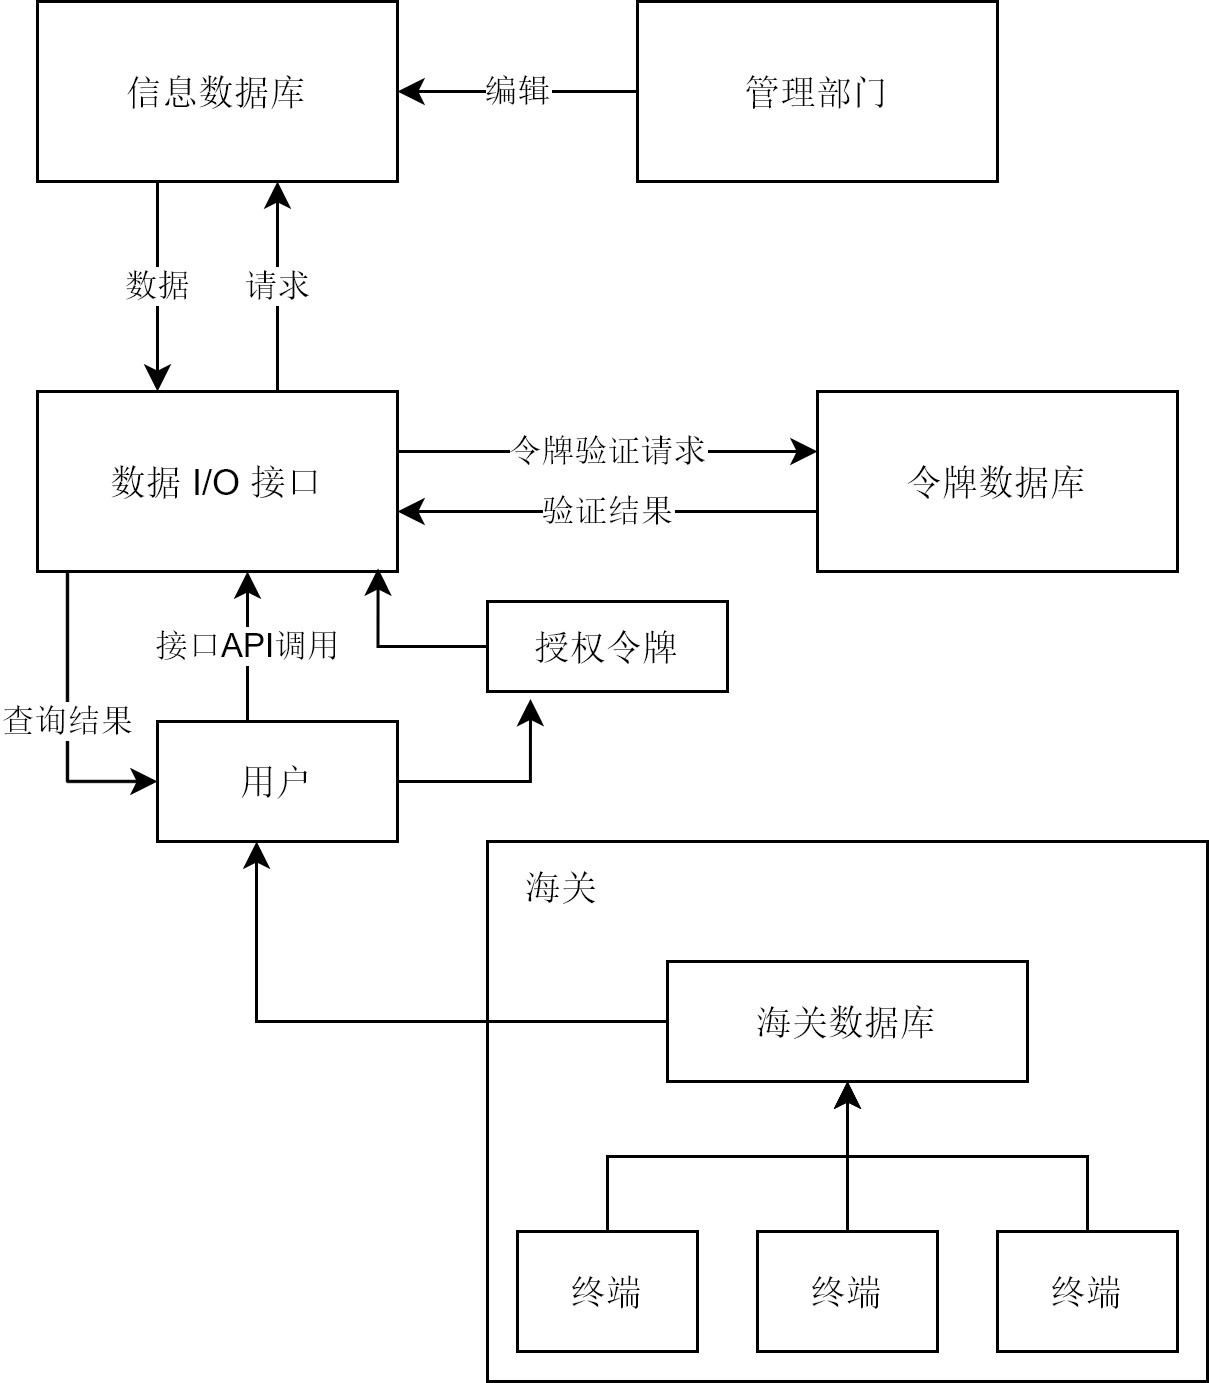 信息数据库
编辑
管理部门
数据
请求
数据 I/O 接口
令牌验证请求
验证结果
令牌数据库
接口API调用
授权令牌
查询结果
用户
海关
海关数据库
终端
终端
终端